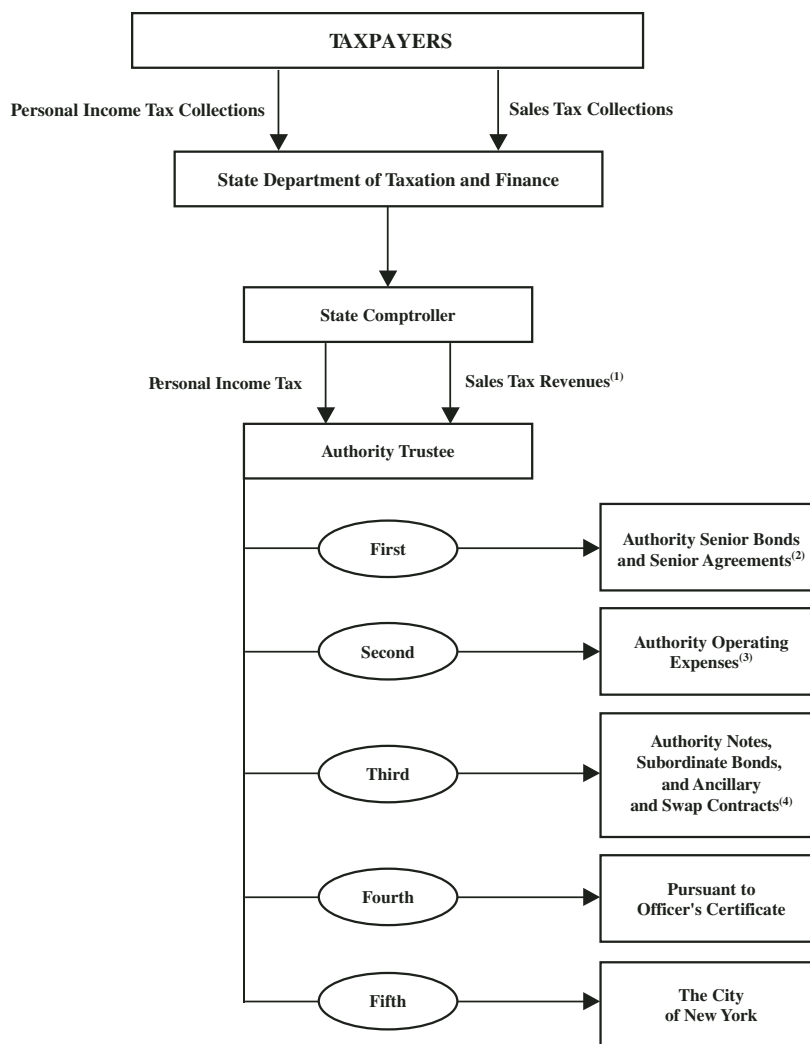 TAXPAYERS
Personal Income Tax Collections
Sales Tax Collections
State Department of Taxation and Finance
State Comptroller
Personal Income Tax
Sales Tax Revenues(1)
Authority Trustee
First
Authority Senior Bonds
and Senior Agreements(2)
Second
Authority Operating
Expenses(3)
Third
Authority Notes,
Subordinate Bonds,
and Ancillary
and Swap Contracts(4)
Fourth
Pursuant to
Officer's Certificate
Fifth
The City
of New York